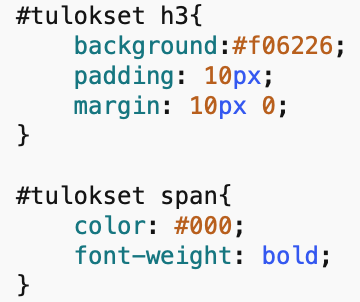 #tulokset h3{
    background:#f06226;
    padding: 10px;
    margin: 10px 0;
}

#tulokset span{
    color: #000;
    font-weight: bold;
}